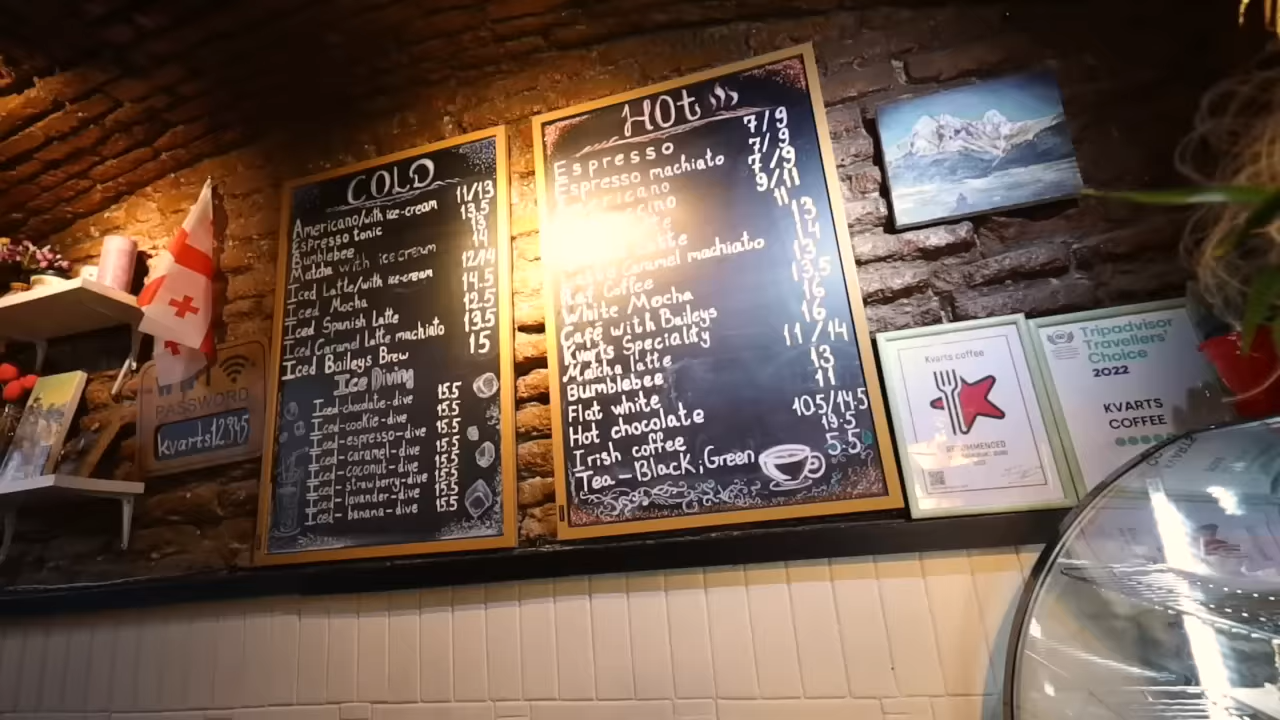 COLD
Americano/with ice-cream 11/13
Espresso tonic 13.5
Bumblebee 13
Matcha with ice cream 14
Iced Latte/with ice-cream 12/14
Iced Mocha 14.5
Iced Spanish Latte 12.5
Iced Caramel Latte machiato 13.5
Iced Baileys Brew 15
Ice Diving
Iced-chocolate-dive 15.5
Iced-cookie-dive 15.5
Iced-espresso-dive 15.5
Iced-caramel-dive 15.5
Iced-coconut-dive 15.5
Iced-strawberry-dive 15.5
Iced-lavander-dive 15.5
Iced-banana-dive 15.5
HOt
Espresso 7/9
Espresso machiato 7/9
7/9
9/11
11
13
Caramel machiato 14
Coffee 13
White Mocha 13.5
Café with Baileys 16
Kvarts Speciality 16
Matcha latte 11/14
Bumblebee 13
Flat white 11
Hot chocolate 10.5/14.5
Irish coffee 19.5
Tea-Black;Green 5.5
PASSWORD
kvarts12345
Kvarts coffee
RECOMMENDED
Tripadvisor
Travellers'
Choice
2022
KVARTS
COFFEE